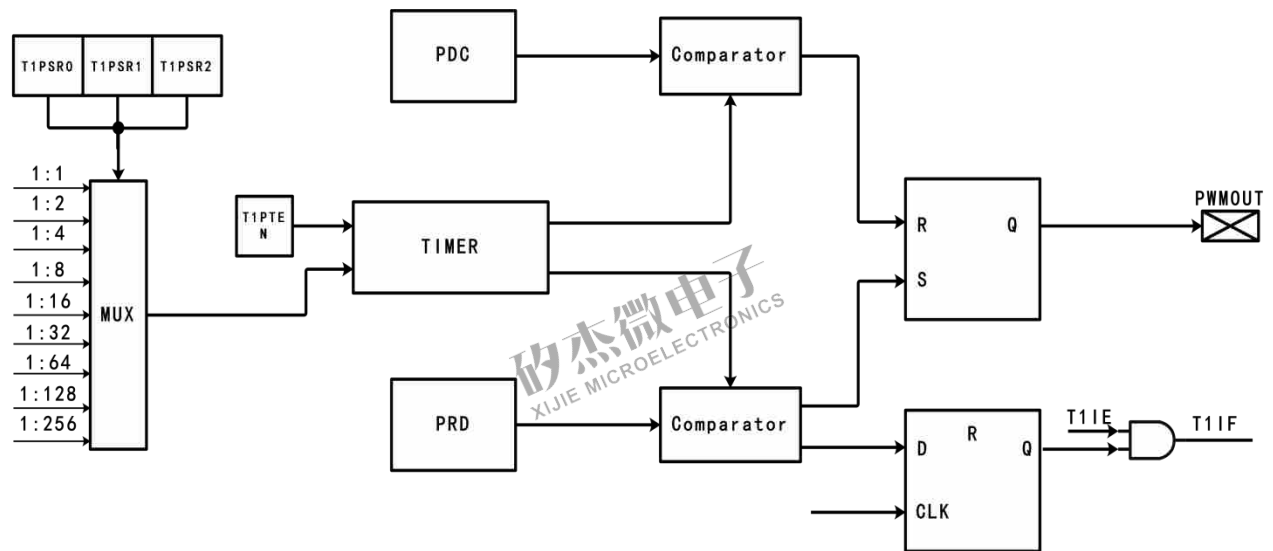 T1PSR0 T1PSR1 T1PSR2
PDC
Comparator
1:1
1:2
1:4
1:8
1:16
1:32
1:64
1:128
1:256
MUX
T1PTE
N
TIMER
R Q
S
PWMOUT
矽杰微电子
XIJIE MICROELECTRONICS
PRD
Comparator
D R Q
CLK
T1IE
T1IF